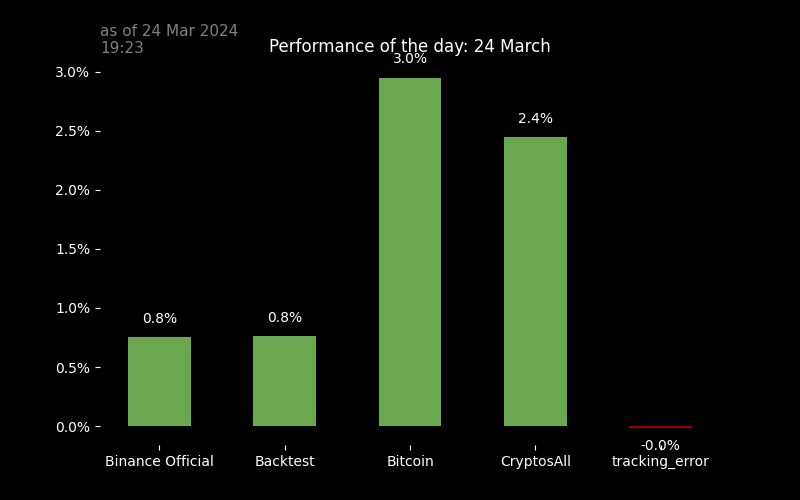 as of 24 Mar 2024
19:23
Performance of the day: 24 March
3.0%
3.0%
2.4%
2.5%
2.0%
1.5%
1.0%
0.8%
0.8%
0.5%
0.0%
-0.0%
Binance Official
Backtest
Bitcoin
CryptosAll
tracking_error